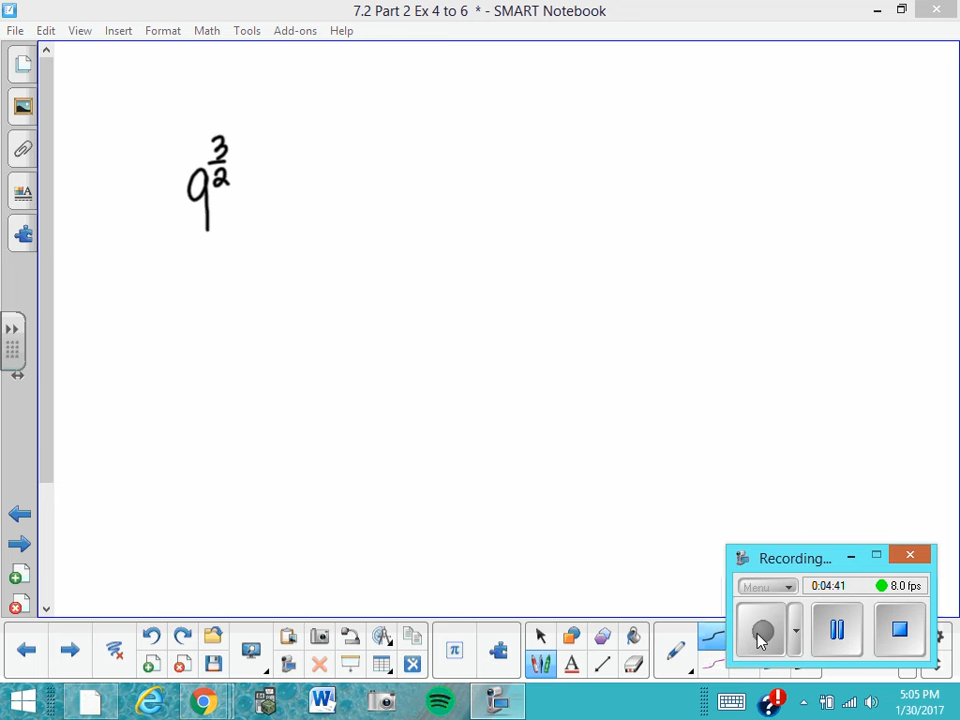 7.2 Part 2 Ex 4 to 6 * - SMART Notebook
File Edit View Insert Format Math Tools Add-ons Help
9^(3/2)
Recording...
Menu 0:04:41 8.0 fps
π
A
5:05 PM
1/30/2017